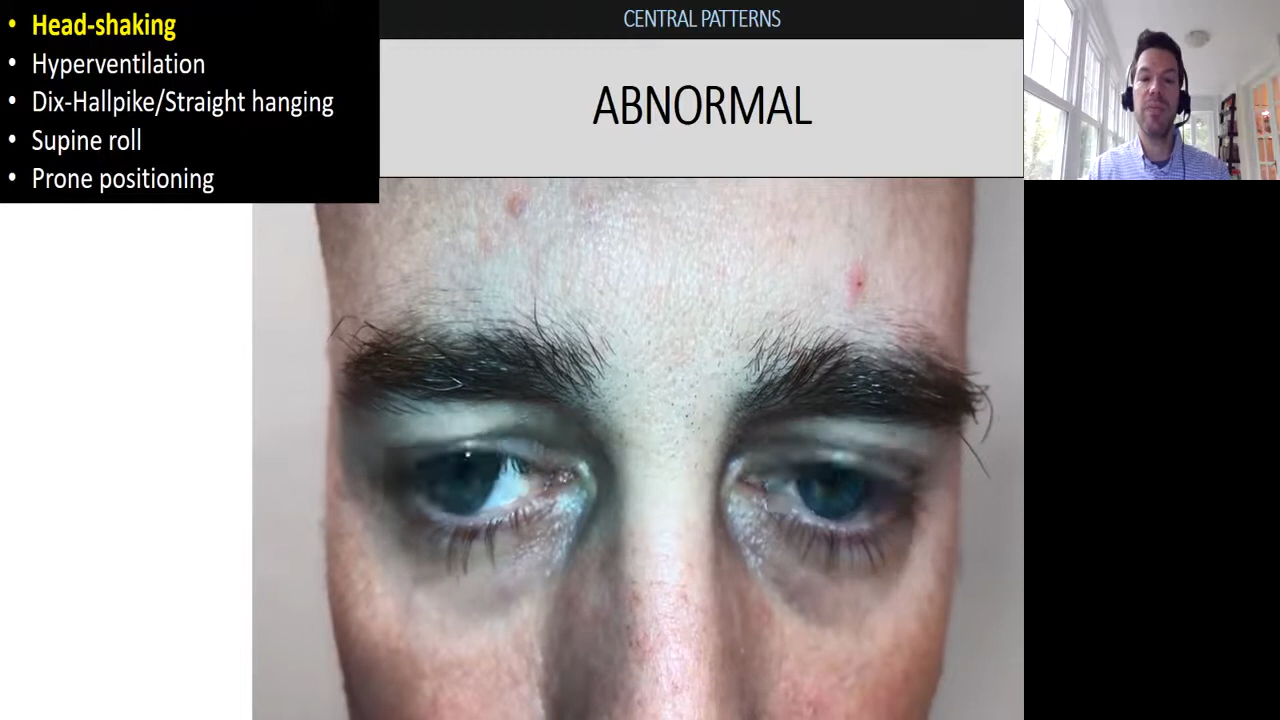 • Head-shaking
• Hyperventilation
• Dix-Hallpike/Straight hanging
• Supine roll
• Prone positioning
CENTRAL PATTERNS
ABNORMAL